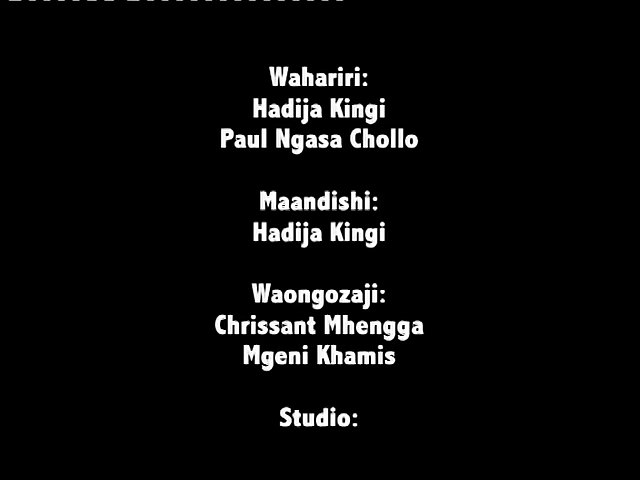 Wahariri:
Hadija Kingi
Paul Ngasa Chollo
Maandishi:
Hadija Kingi
Waongozaji:
Chrissant Mhengga
Mgeni Khamis
Studio: